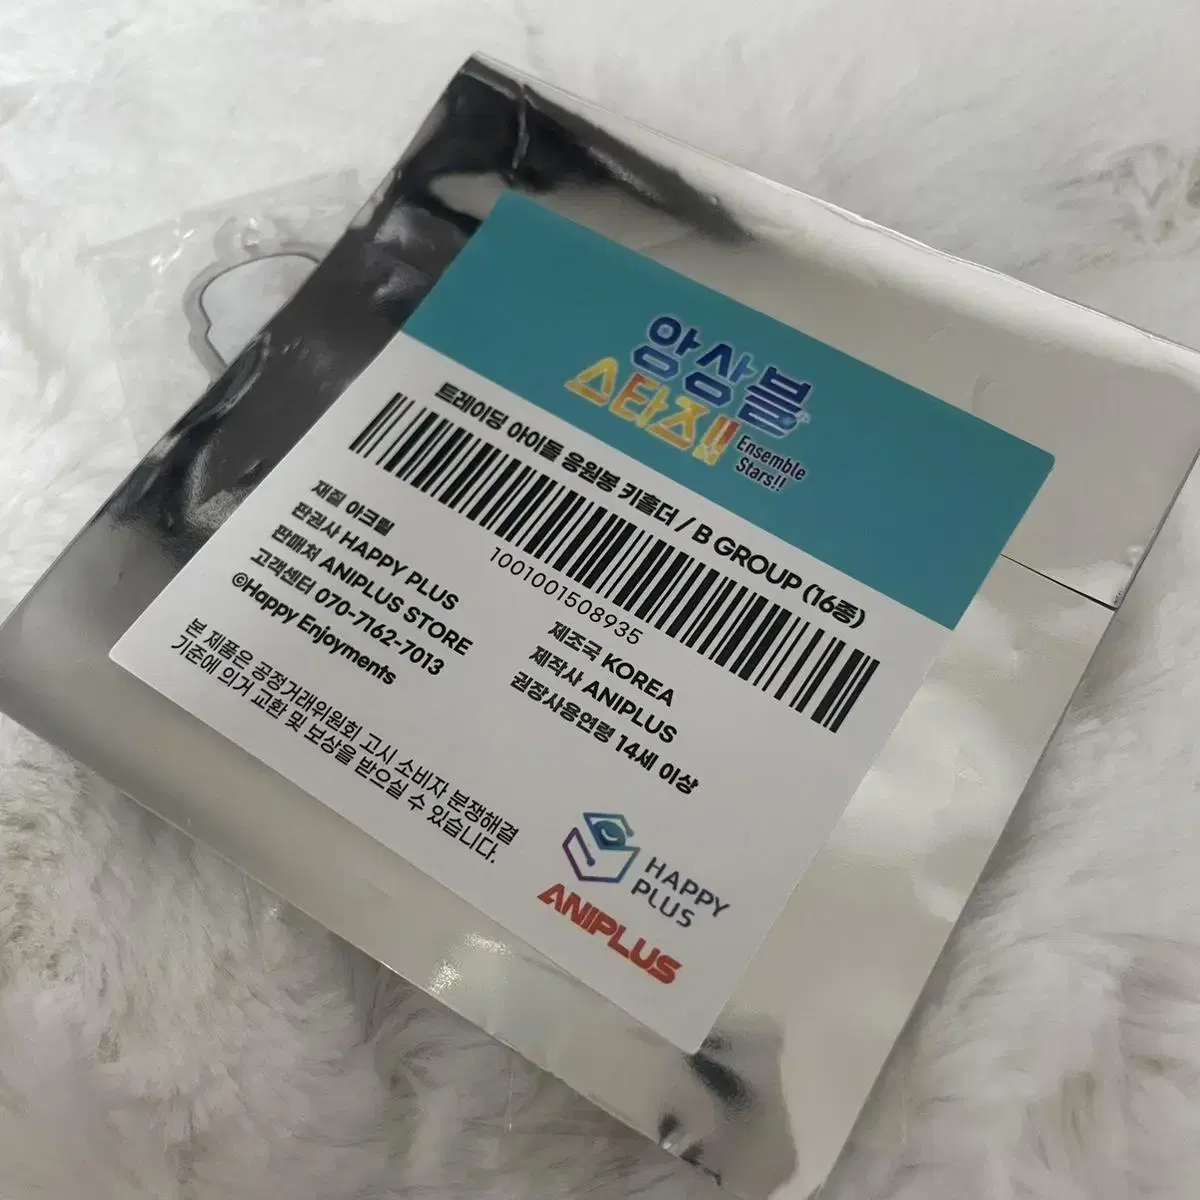 앙상블
스타즈!!
Ensemble
Stars!!
트레이딩 아이돌 응원봉 키홀더 / B GROUP (16종)
1001001508935
재질 아크릴
판권사 HAPPY PLUS
판매처 ANIPLUS STORE
고객센터 070-7162-7013
©Happy Enjoyments
제조국 KOREA
제작사 ANIPLUS
권장사용연령 14세 이상
본 제품은 공정거래위원회 고시 소비자 분쟁해결
기준에 의거 교환 및 보상을 받으실 수 있습니다.
HAPPY
PLUS
ANIPLUS